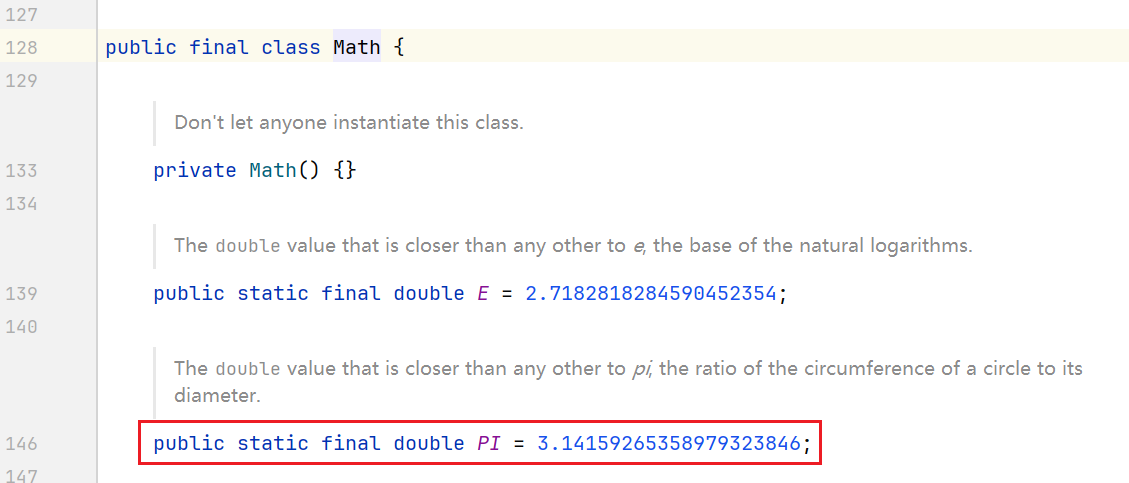 127
128 public final class Math {
129
Don't let anyone instantiate this class.
133 private Math() {}
134
The double value that is closer than any other to e, the base of the natural logarithms.
139 public static final double E = 2.7182818284590452354;
140
The double value that is closer than any other to pi, the ratio of the circumference of a circle to its
diameter.
146 public static final double PI = 3.14159265358979323846;
147